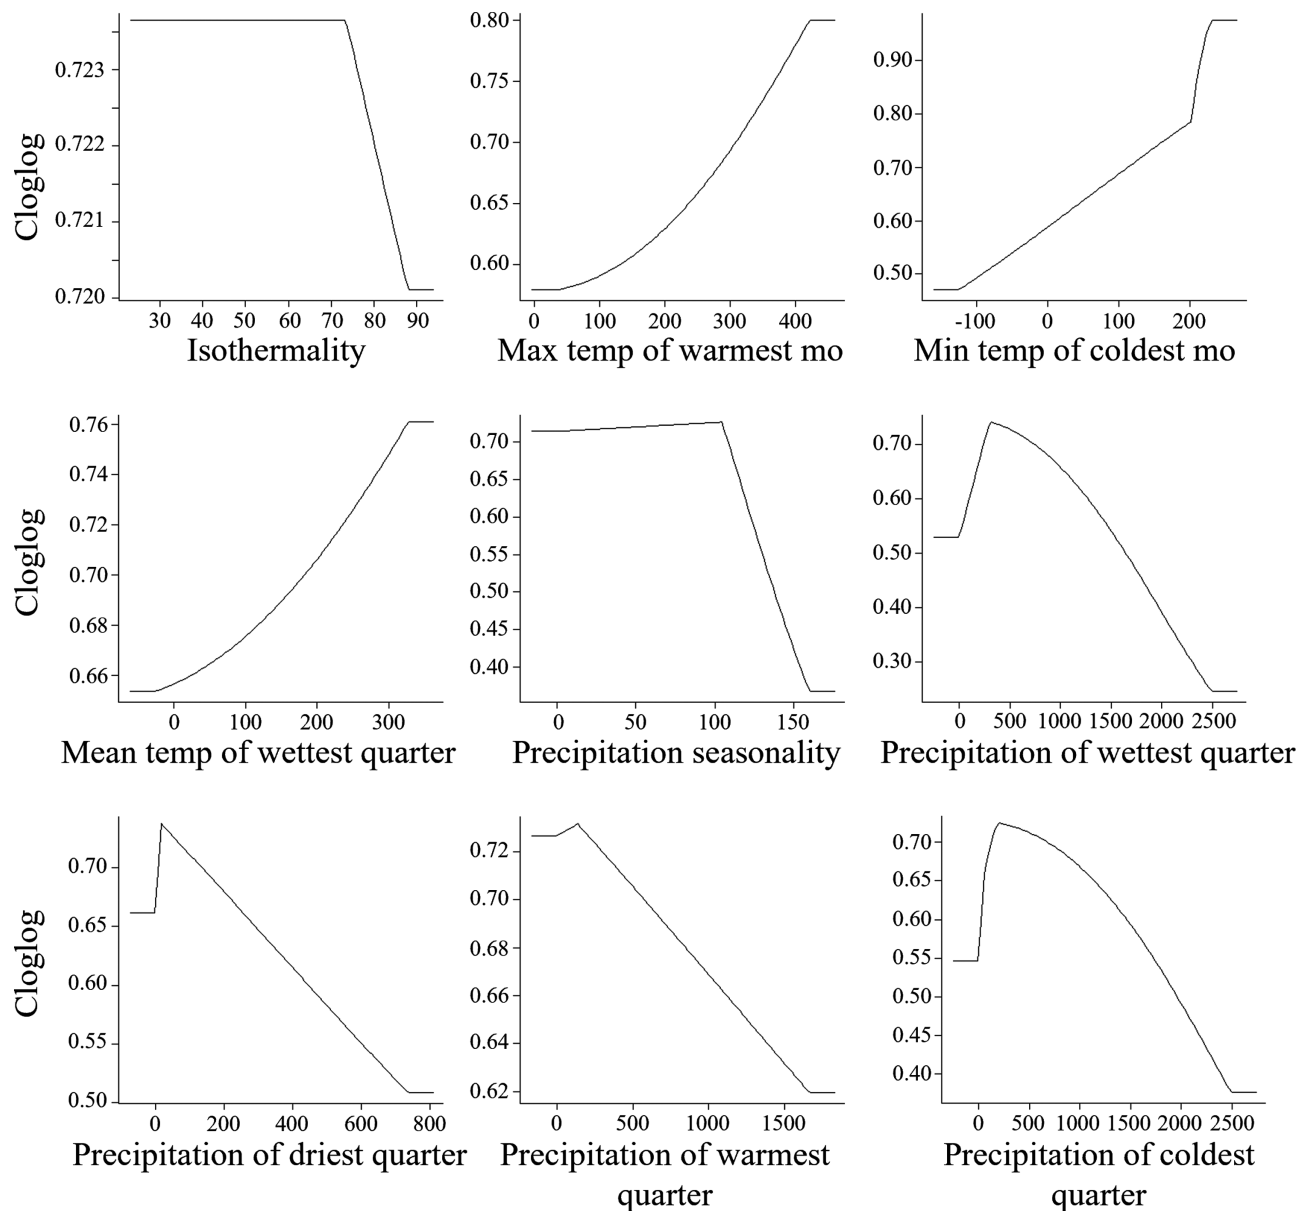 Cloglog
0.723
0.722
0.721
0.720
30 40 50 60 70 80 90
Isothermality
0.80
0.75
0.70
0.65
0.60
0 100 200 300 400
Max temp of warmest mo
0.90
0.80
0.70
0.60
0.50
-100 0 100 200
Min temp of coldest mo
Cloglog
0.76
0.74
0.72
0.70
0.68
0.66
0 100 200 300
Mean temp of wettest quarter
0.70
0.65
0.60
0.55
0.50
0.45
0.40
0 50 100 150
Precipitation seasonality
0.70
0.60
0.50
0.40
0.30
0 500 1000 1500 2000 2500
Precipitation of wettest quarter
Cloglog
0.70
0.65
0.60
0.55
0.50
0 200 400 600 800
Precipitation of driest quarter
0.72
0.70
0.68
0.66
0.64
0.62
0 500 1000 1500
Precipitation of warmest
quarter
0.70
0.65
0.60
0.55
0.50
0.45
0.40
0 500 1000 1500 2000 2500
Precipitation of coldest
quarter